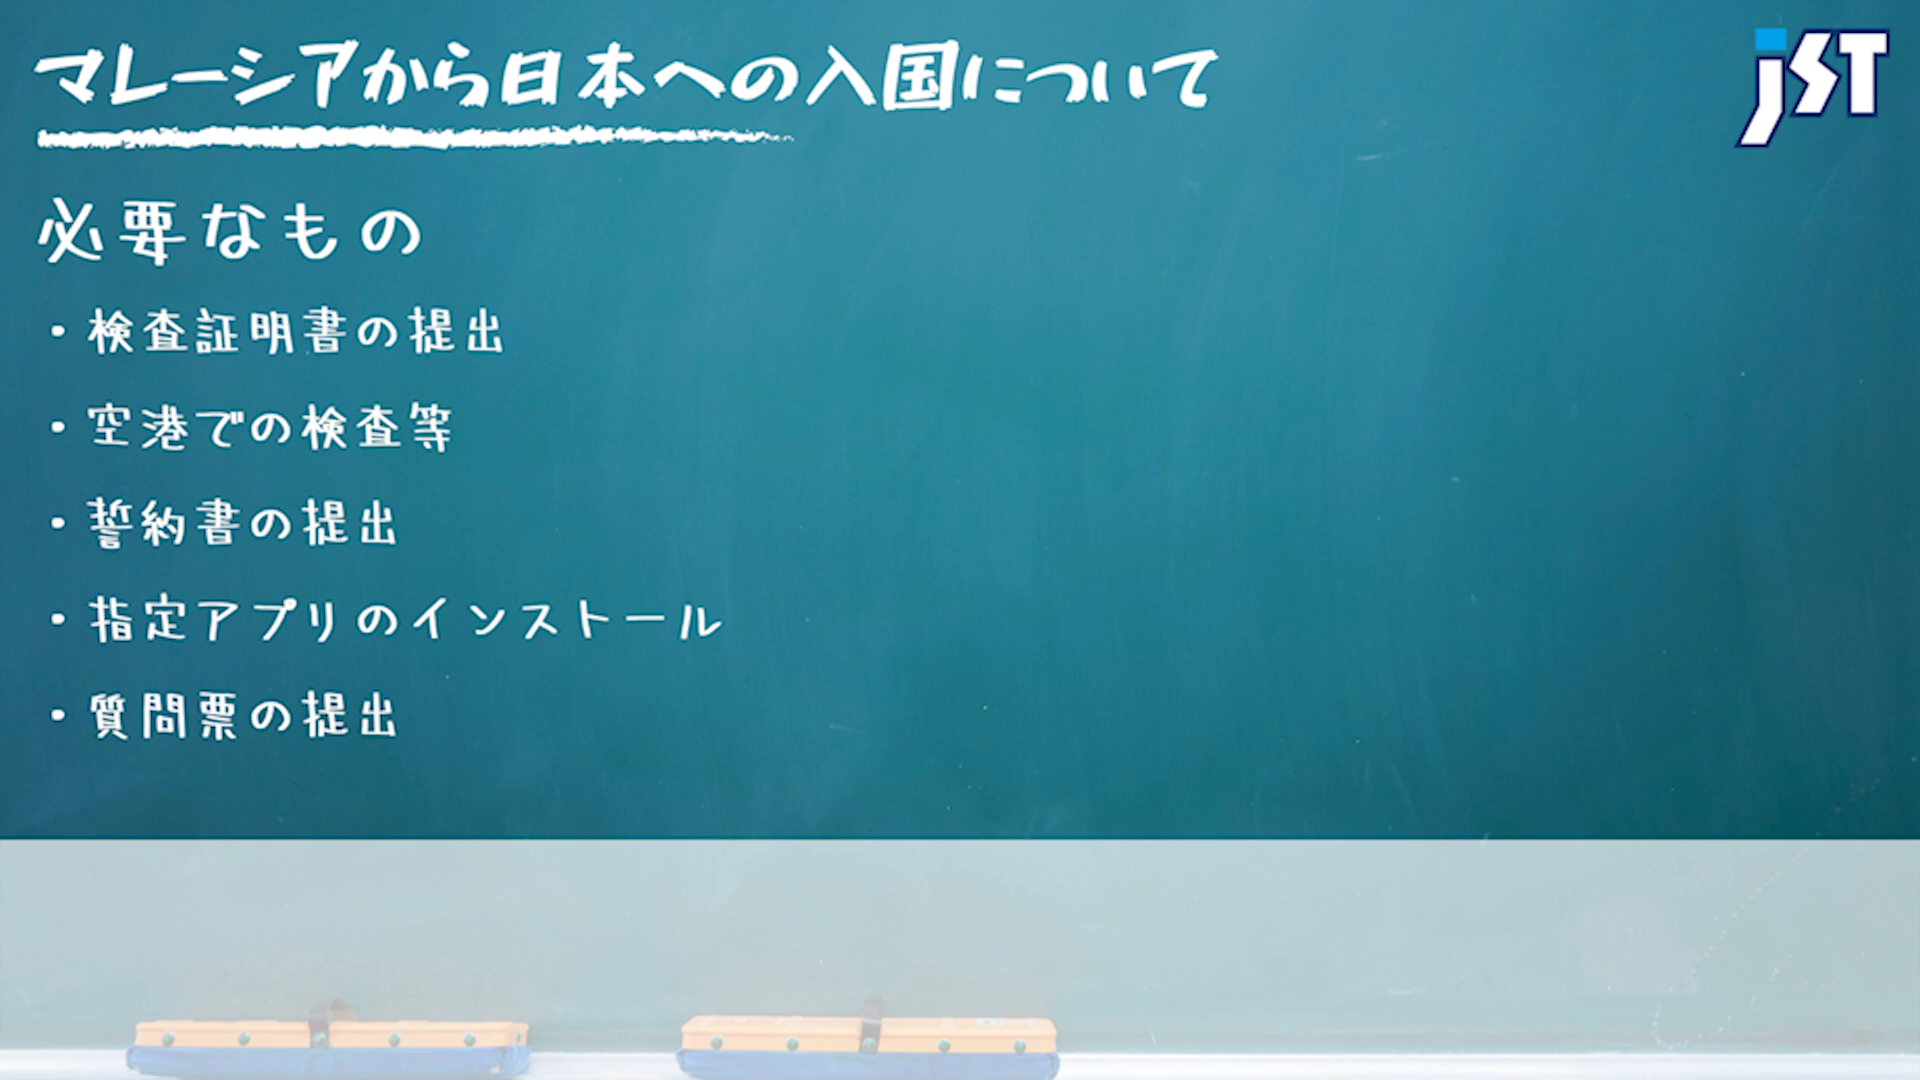 マレーシアから日本への入国について
jST
必要なもの
・検査証明書の提出
・空港での検査等
・誓約書の提出
・指定アプリのインストール
・質問票の提出